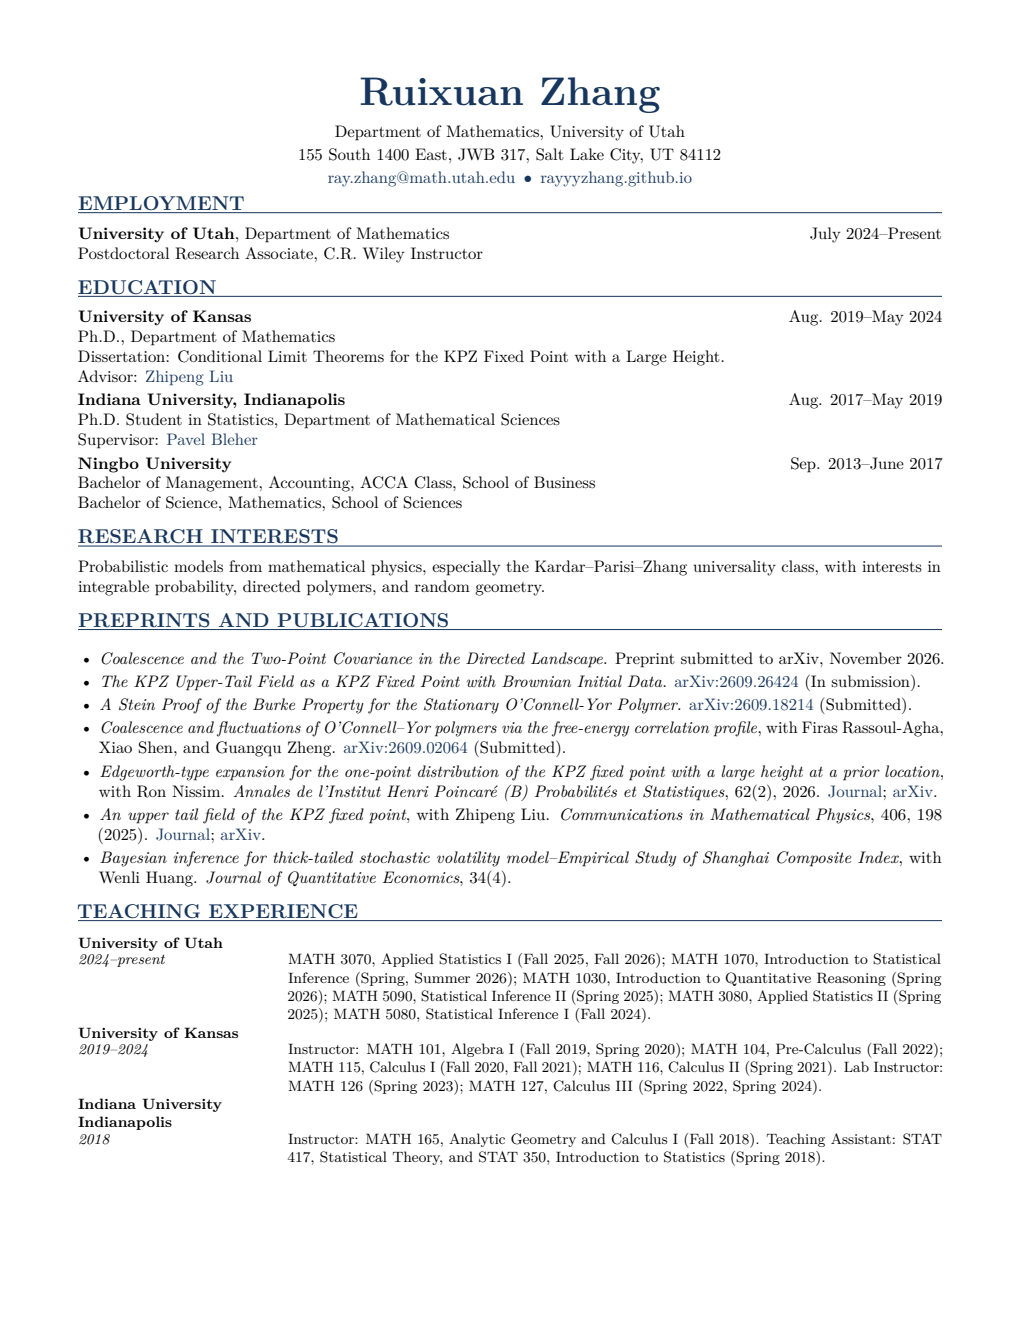 Ruixuan Zhang
Department of Mathematics, University of Utah
155 South 1400 East, JWB 317, Salt Lake City, UT 84112
ray.zhang@math.utah.edu • rayyyzhang.github.io
EMPLOYMENT
University of Utah, Department of Mathematics July 2024–Present
Postdoctoral Research Associate, C.R. Wiley Instructor
EDUCATION
University of Kansas Aug. 2019–May 2024
Ph.D., Department of Mathematics
Dissertation: Conditional Limit Theorems for the KPZ Fixed Point with a Large Height.
Advisor: Zhipeng Liu
Indiana University, Indianapolis Aug. 2017–May 2019
Ph.D. Student in Statistics, Department of Mathematical Sciences
Supervisor: Pavel Bleher
Ningbo University Sep. 2013–June 2017
Bachelor of Management, Accounting, ACCA Class, School of Business
Bachelor of Science, Mathematics, School of Sciences
RESEARCH INTERESTS
Probabilistic models from mathematical physics, especially the Kardar–Parisi–Zhang universality class, with interests in
integrable probability, directed polymers, and random geometry.
PREPRINTS AND PUBLICATIONS
• Coalescence and the Two-Point Covariance in the Directed Landscape. Preprint submitted to arXiv, November 2026.
• The KPZ Upper-Tail Field as a KPZ Fixed Point with Brownian Initial Data. arXiv:2609.26424 (In submission).
• A Stein Proof of the Burke Property for the Stationary O'Connell-Yor Polymer. arXiv:2609.18214 (Submitted).
• Coalescence and fluctuations of O'Connell–Yor polymers via the free-energy correlation profile, with Firas Rassoul-Agha,
Xiao Shen, and Guangqu Zheng. arXiv:2609.02064 (Submitted).
• Edgeworth-type expansion for the one-point distribution of the KPZ fixed point with a large height at a prior location,
with Ron Nissim. Annales de l'Institut Henri Poincaré (B) Probabilités et Statistiques, 62(2), 2026. Journal; arXiv.
• An upper tail field of the KPZ fixed point, with Zhipeng Liu. Communications in Mathematical Physics, 406, 198
(2025). Journal; arXiv.
• Bayesian inference for thick-tailed stochastic volatility model–Empirical Study of Shanghai Composite Index, with
Wenli Huang. Journal of Quantitative Economics, 34(4).
TEACHING EXPERIENCE
University of Utah
2024–present MATH 3070, Applied Statistics I (Fall 2025, Fall 2026); MATH 1070, Introduction to Statistical
Inference (Spring, Summer 2026); MATH 1030, Introduction to Quantitative Reasoning (Spring
2026); MATH 5090, Statistical Inference II (Spring 2025); MATH 3080, Applied Statistics II (Spring
2025); MATH 5080, Statistical Inference I (Fall 2024).
University of Kansas
2019–2024 Instructor: MATH 101, Algebra I (Fall 2019, Spring 2020); MATH 104, Pre-Calculus (Fall 2022);
MATH 115, Calculus I (Fall 2020, Fall 2021); MATH 116, Calculus II (Spring 2021). Lab Instructor:
MATH 126 (Spring 2023); MATH 127, Calculus III (Spring 2022, Spring 2024).
Indiana University
Indianapolis
2018 Instructor: MATH 165, Analytic Geometry and Calculus I (Fall 2018). Teaching Assistant: STAT
417, Statistical Theory, and STAT 350, Introduction to Statistics (Spring 2018).